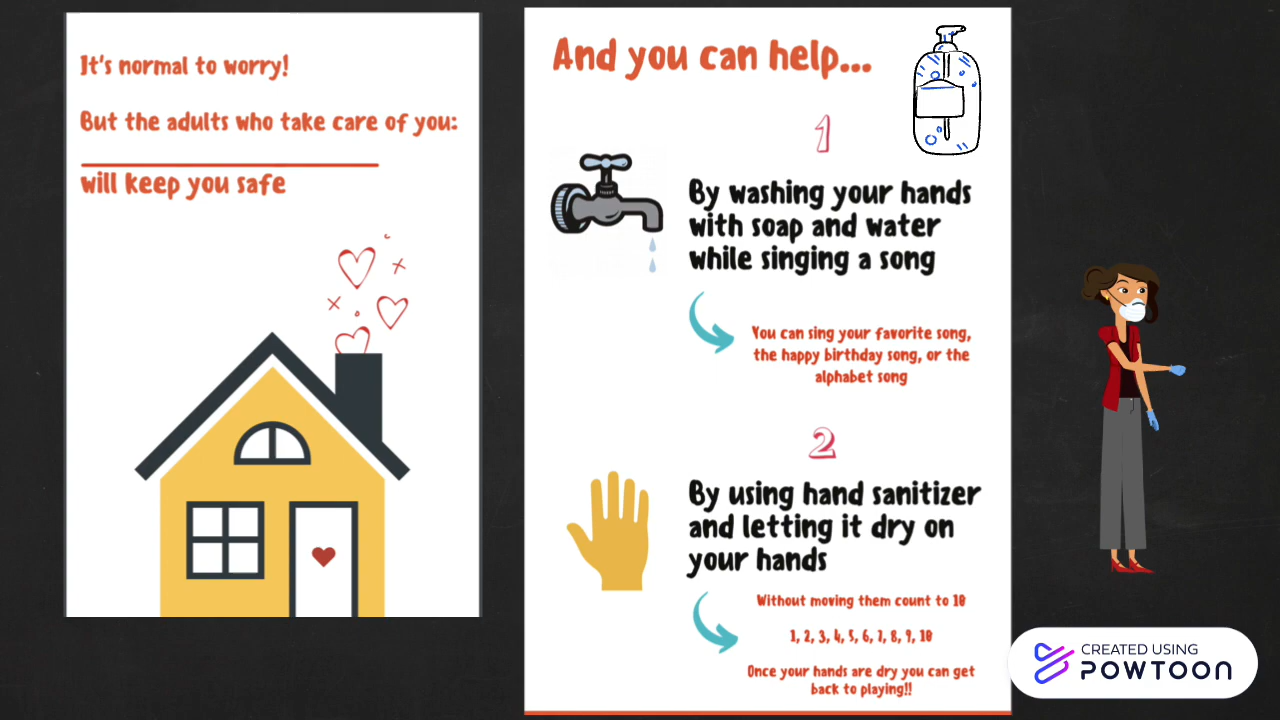 It's normal to worry!
But the adults who take care of you:
will keep you safe
And you can help...
1
By washing your hands
with soap and water
while singing a song
You can sing your favorite song,
the happy birthday song, or the
alphabet song
2
By using hand sanitizer
and letting it dry on
your hands
Without moving them count to 10
1, 2, 3, 4, 5, 6, 7, 8, 9, 10
Once your hands are dry you can get
back to playing!!
CREATED USING
POWTOON